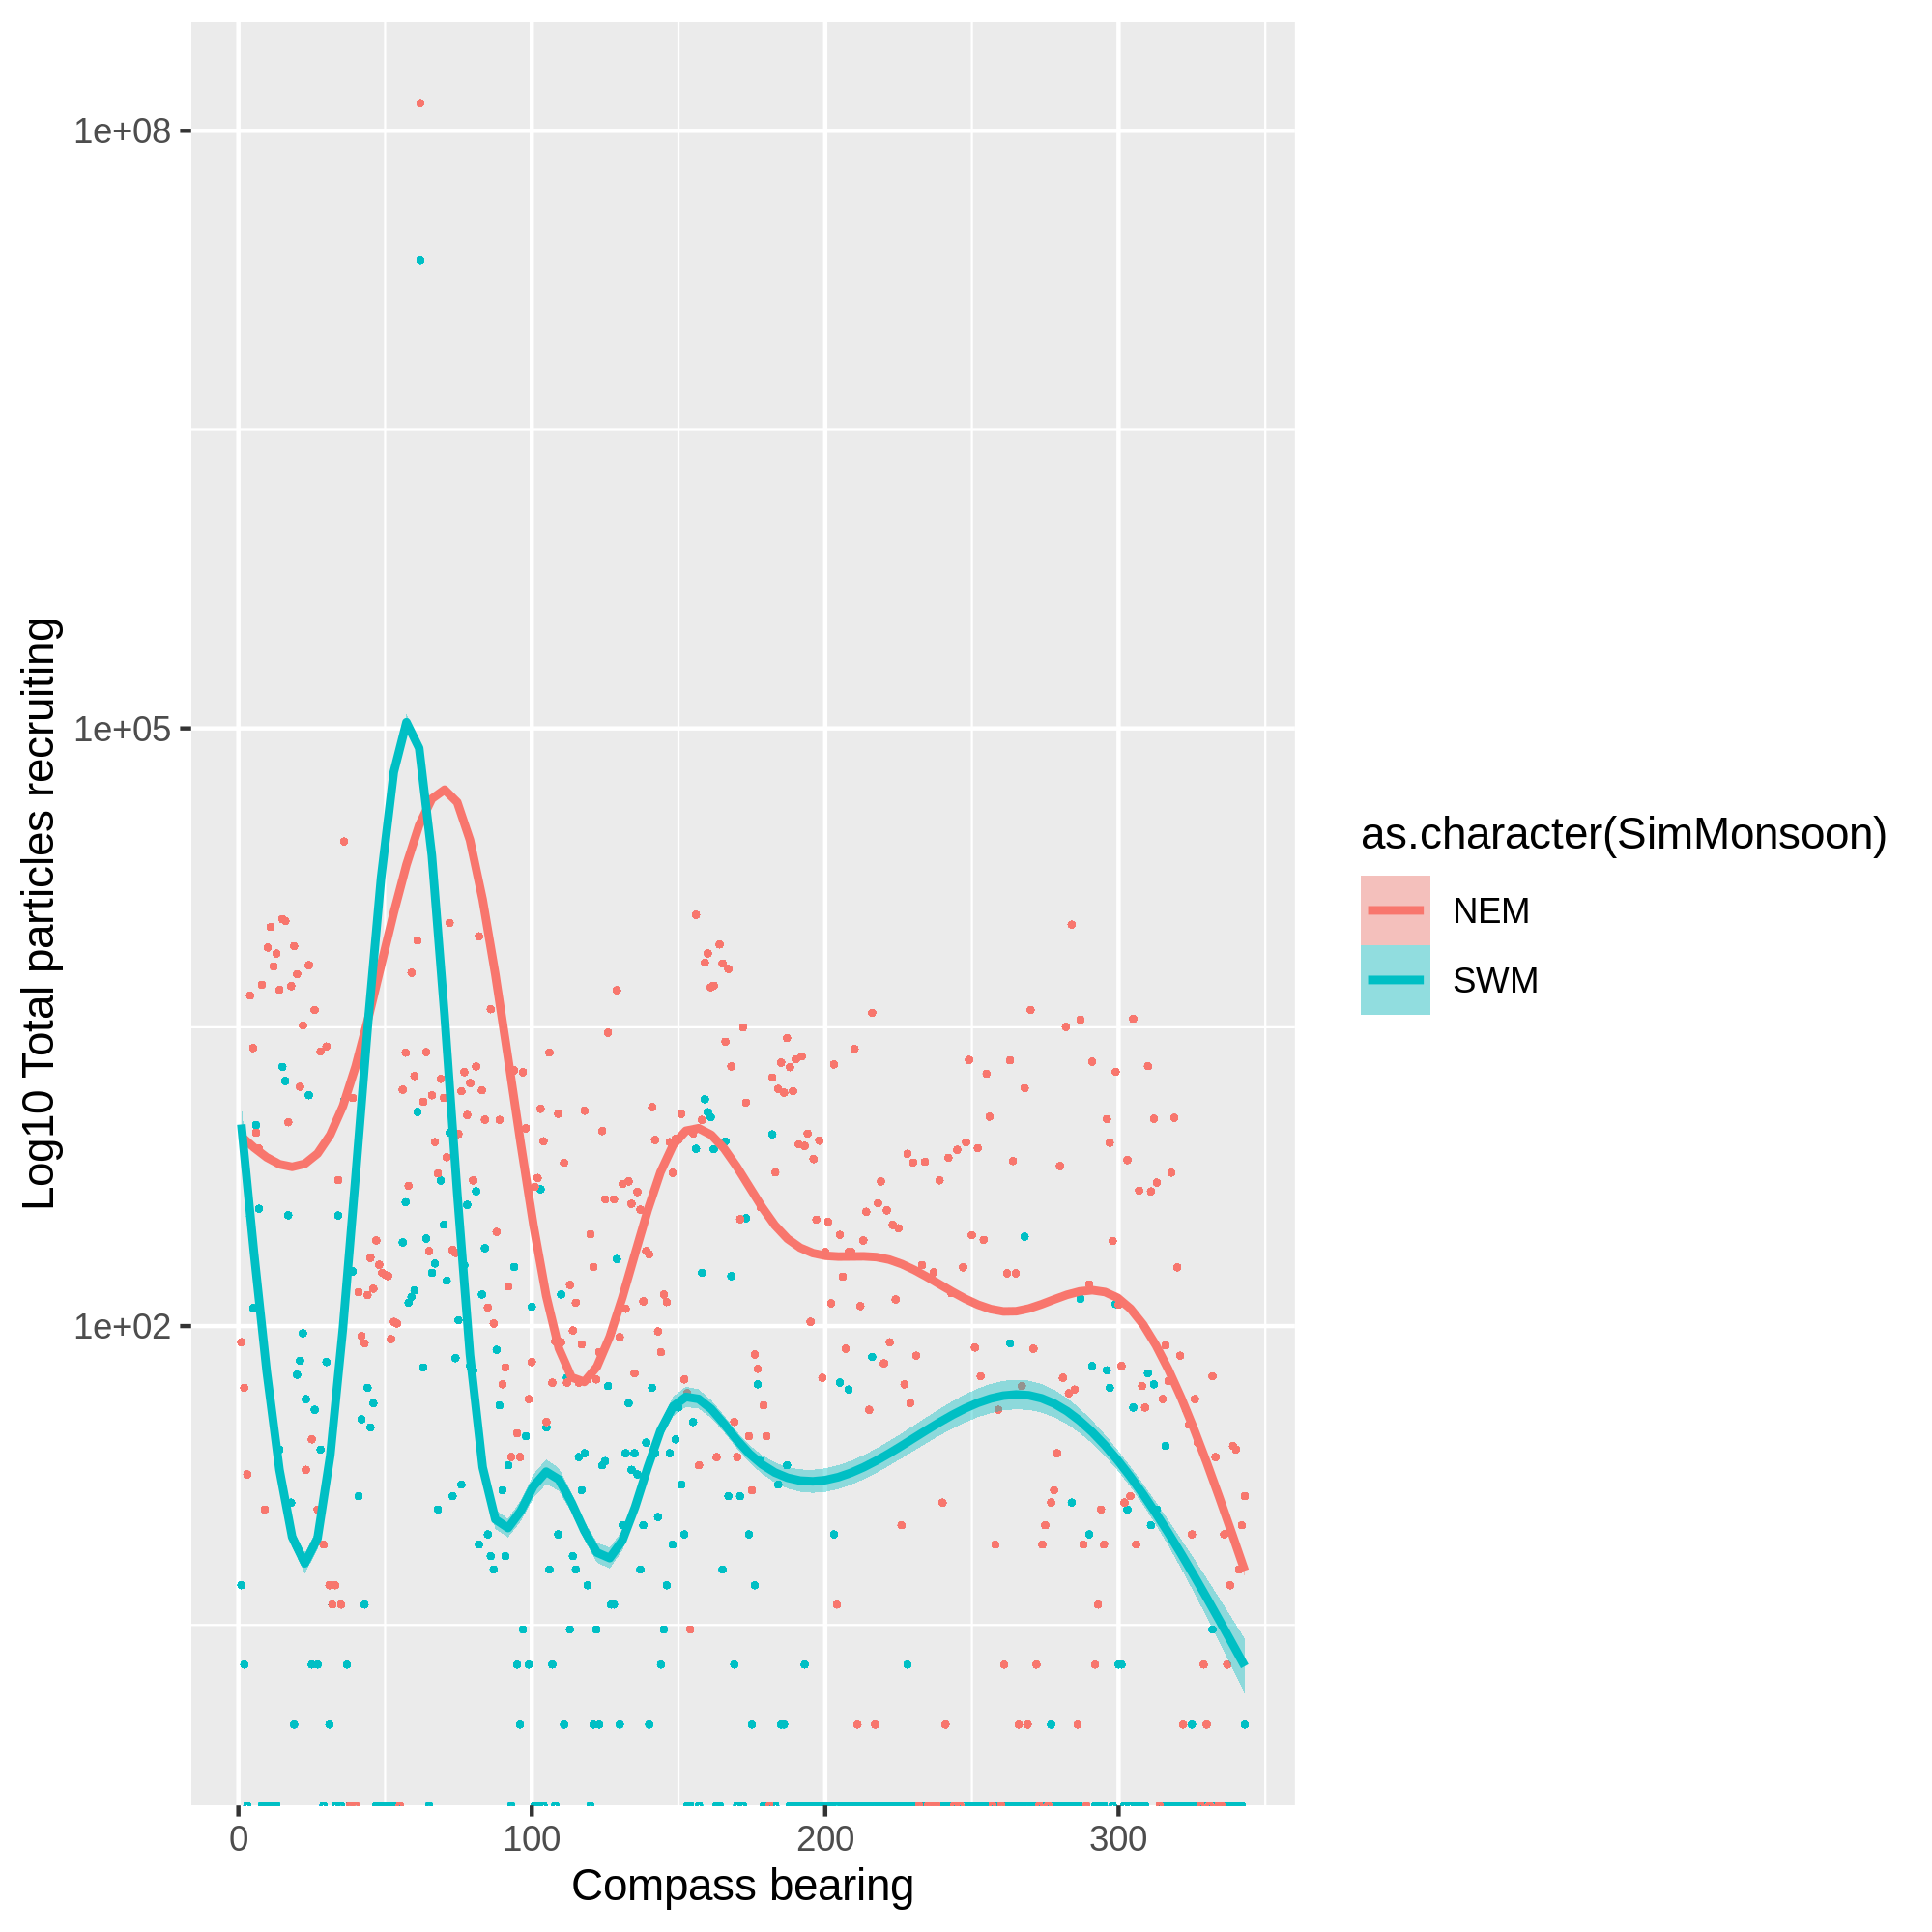 1e+08
1e+05
1e+02
Log10 Total particles recruiting
0 100 200 300
Compass bearing
as.character(SimMonsoon)
NEM
SWM